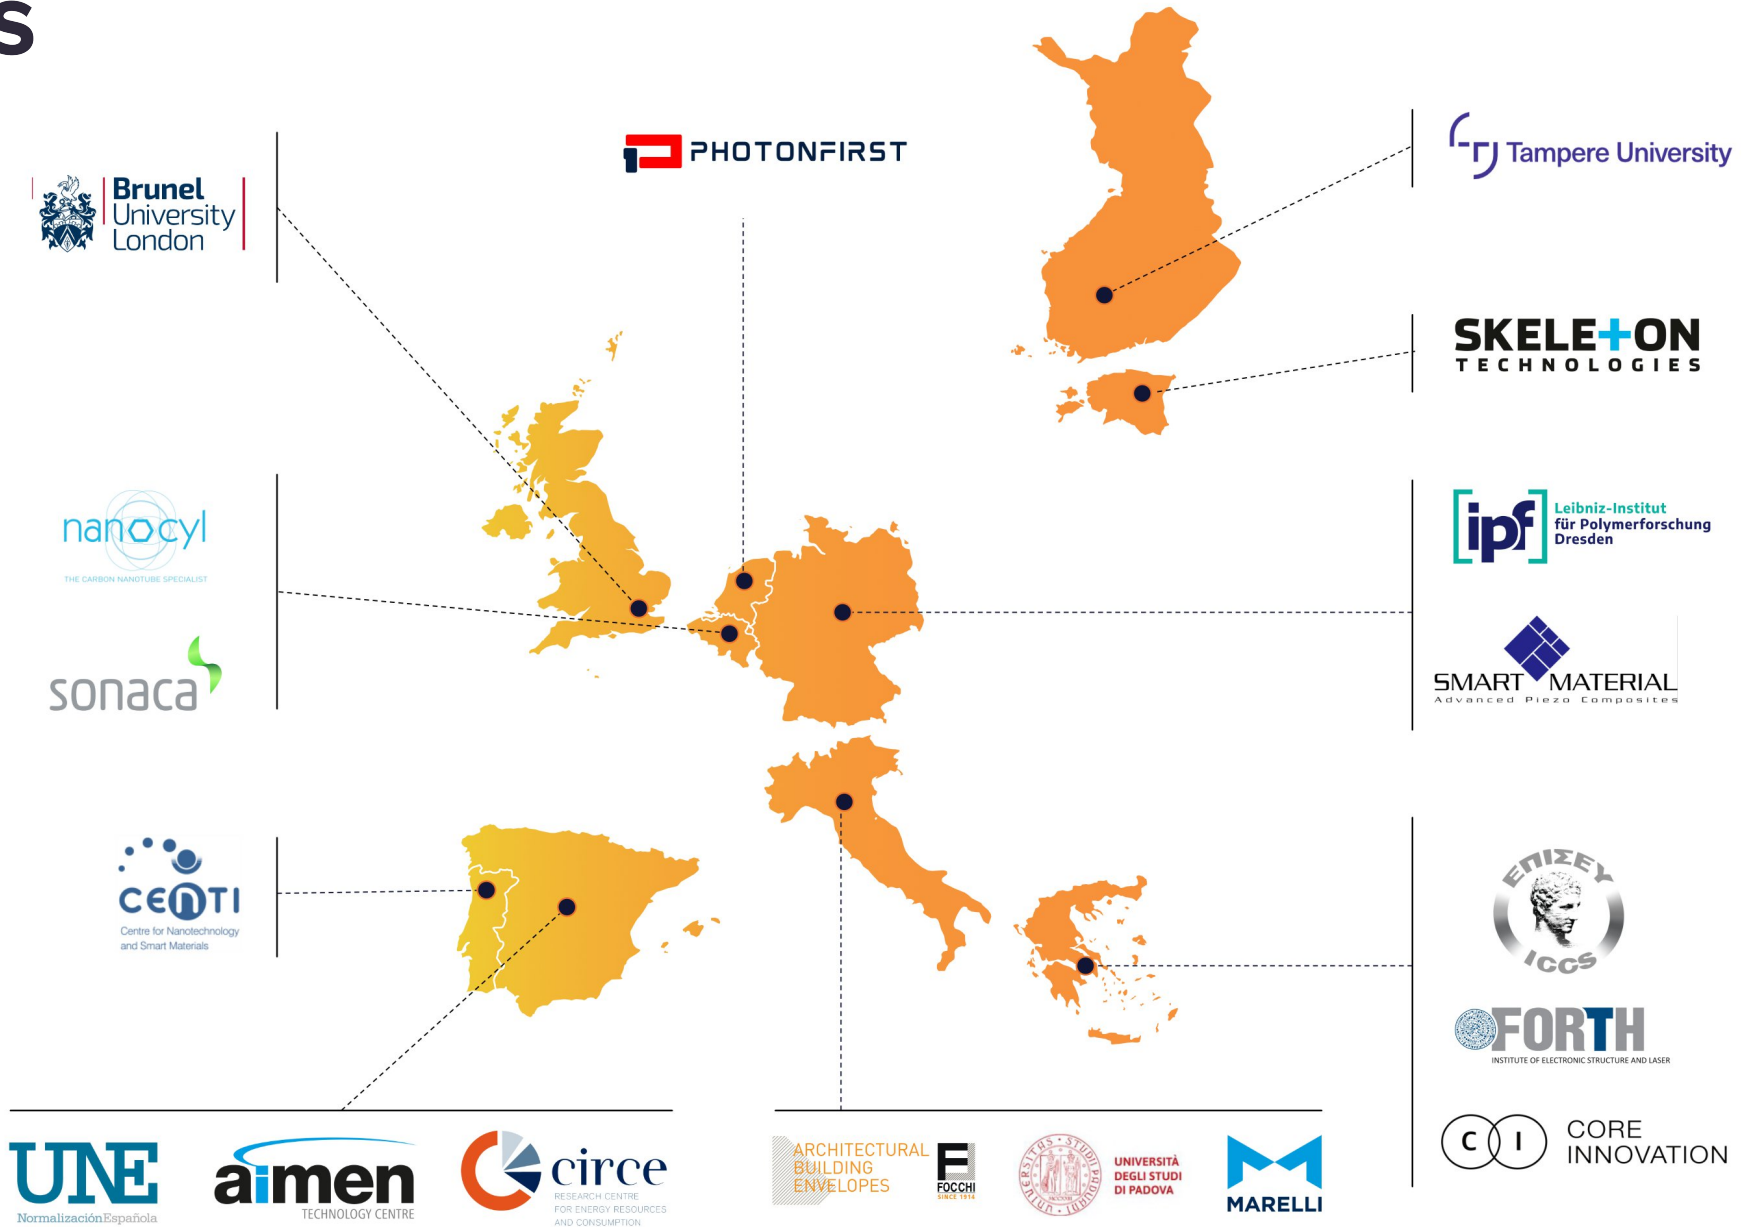 s
PHOTONFIRST
Tampere University
Brunel
University
London
SKELETON
TECHNOLOGIES
nanocyl
THE CARBON NANOTUBE SPECIALIST
sonaca
ipf
Leibniz-Institut
für Polymerforschung
Dresden
SMART MATERIAL
Advanced Piezo Composites
CENTI
Centre for Nanotechnology
and Smart Materials
ΕΠΙΣΕΥ
ICCS
FORTH
INSTITUTE OF ELECTRONIC STRUCTURE AND LASER
C I
CORE
INNOVATION
UNE
NormalizaciónEspañola
aimen
TECHNOLOGY CENTRE
circe
RESEARCH CENTRE
FOR ENERGY RESOURCES
AND CONSUMPTION
ARCHITECTURAL
BUILDING
ENVELOPES
F
FOCCHI
SINCE 1914
UNIVERSITÀ
DEGLI STUDI
DI PADOVA
MARELLI